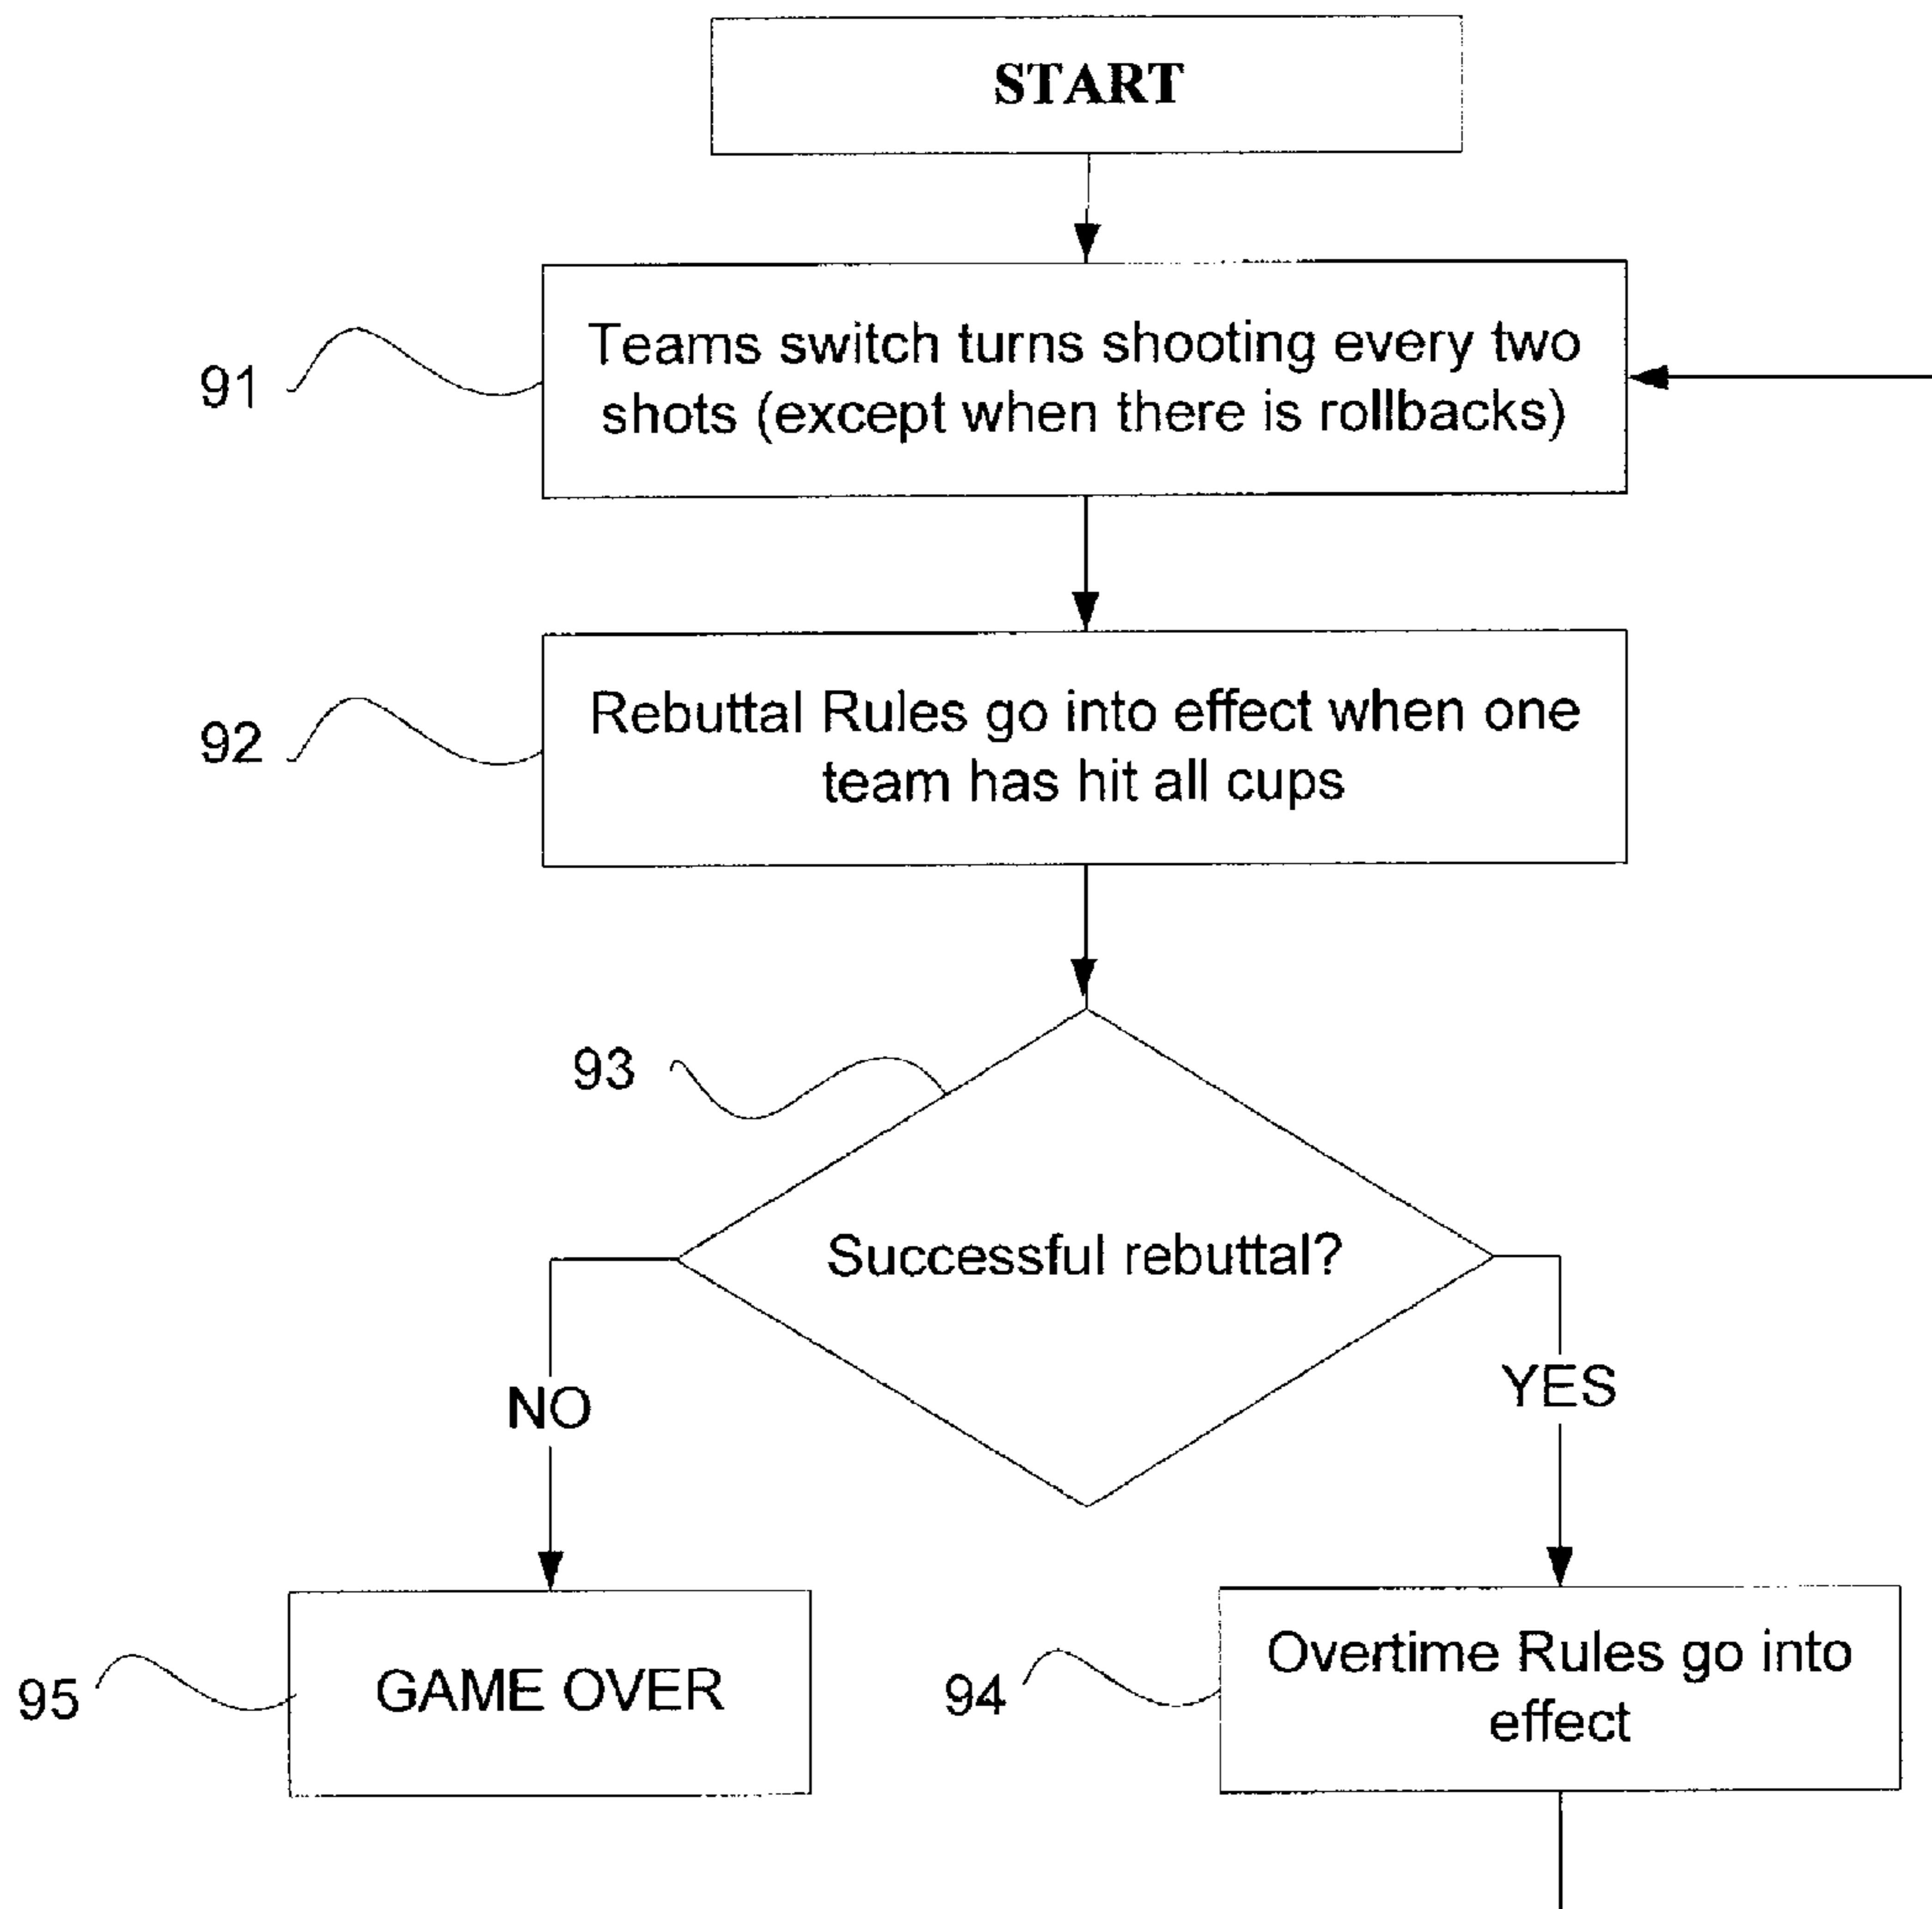 START
91
Teams switch turns shooting every two
shots (except when there is rollbacks)
92
Rebuttal Rules go into effect when one
team has hit all cups
93
Successful rebuttal?
NO
YES
95
GAME OVER
94
Overtime Rules go into
effect